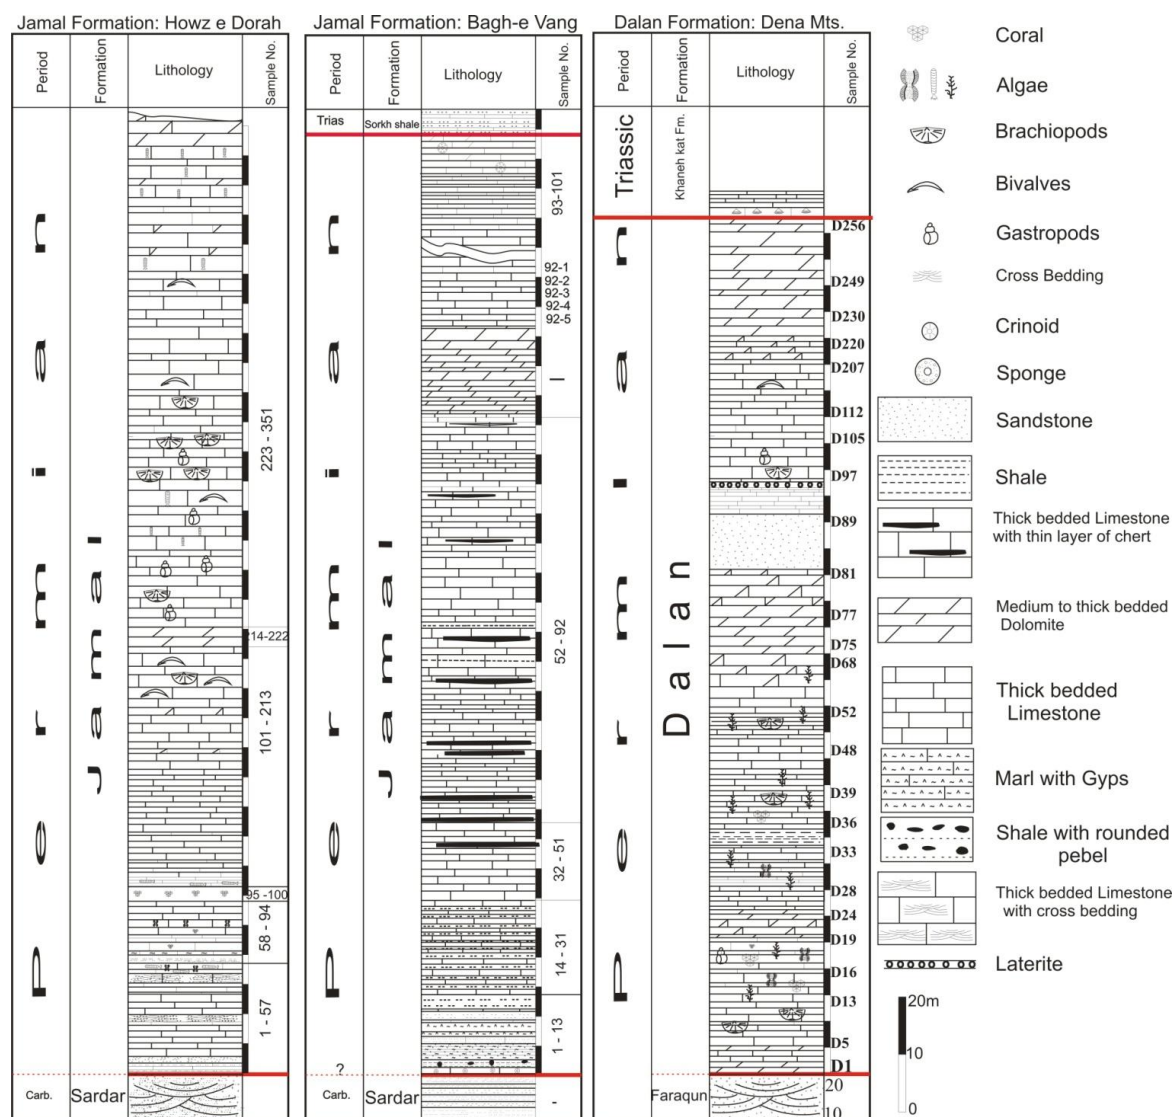 Jamal Formation: Howz e Dorah
Period
Formation
Lithology
Sample No.
Permian
Jamal
223 - 351
214-222
101 - 213
95 -100
58 - 94
1 - 57
Carb.
Sardar
Jamal Formation: Bagh-e Vang
Period
Formation
Lithology
Sample No.
Trias
Sorkh shale
Permian
Jamal
93-101
92-1
92-2
92-3
92-4
92-5
I
52 - 92
32 - 51
14 - 31
1 - 13
?
Carb.
Sardar
-
Dalan Formation: Dena Mts.
Period
Formation
Lithology
Sample No.
Triassic
Khaneh kat Fm.
Permian
Dalan
D256
D249
D230
D220
D207
D112
D105
D97
D89
D81
D77
D75
D68
D52
D48
D39
D36
D33
D28
D24
D19
D16
D13
D5
D1
Faraqun
20
10
Coral
Algae
Brachiopods
Bivalves
Gastropods
Cross Bedding
Crinoid
Sponge
Sandstone
Shale
Thick bedded Limestone
with thin layer of chert
Medium to thick bedded
Dolomite
Thick bedded
Limestone
Marl with Gyps
Shale with rounded
pebel
Thick bedded Limestone
with cross bedding
Laterite
20m
10
0